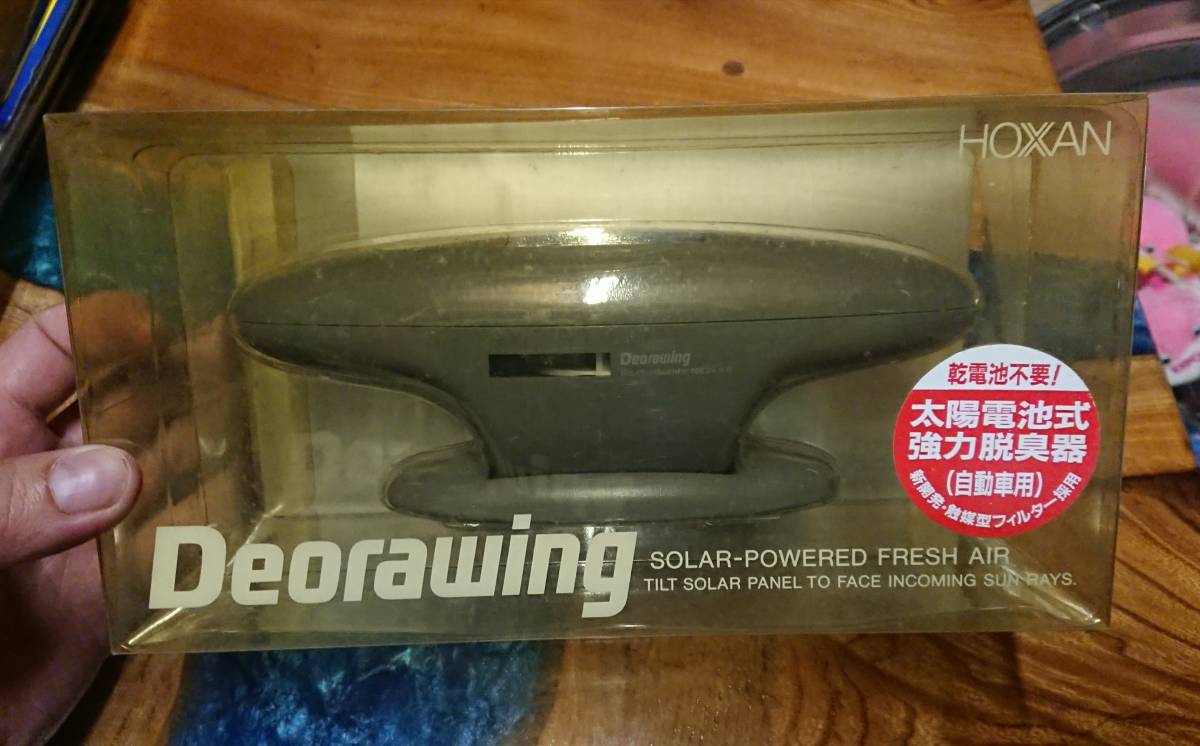 HOXAN
Deorawing
乾電池不要!
太陽電池式
強力脱臭器
(自動車用)
新開発・触媒型フィルター採用
Deorawing
SOLAR-POWERED FRESH AIR
TILT SOLAR PANEL TO FACE INCOMING SUN RAYS.